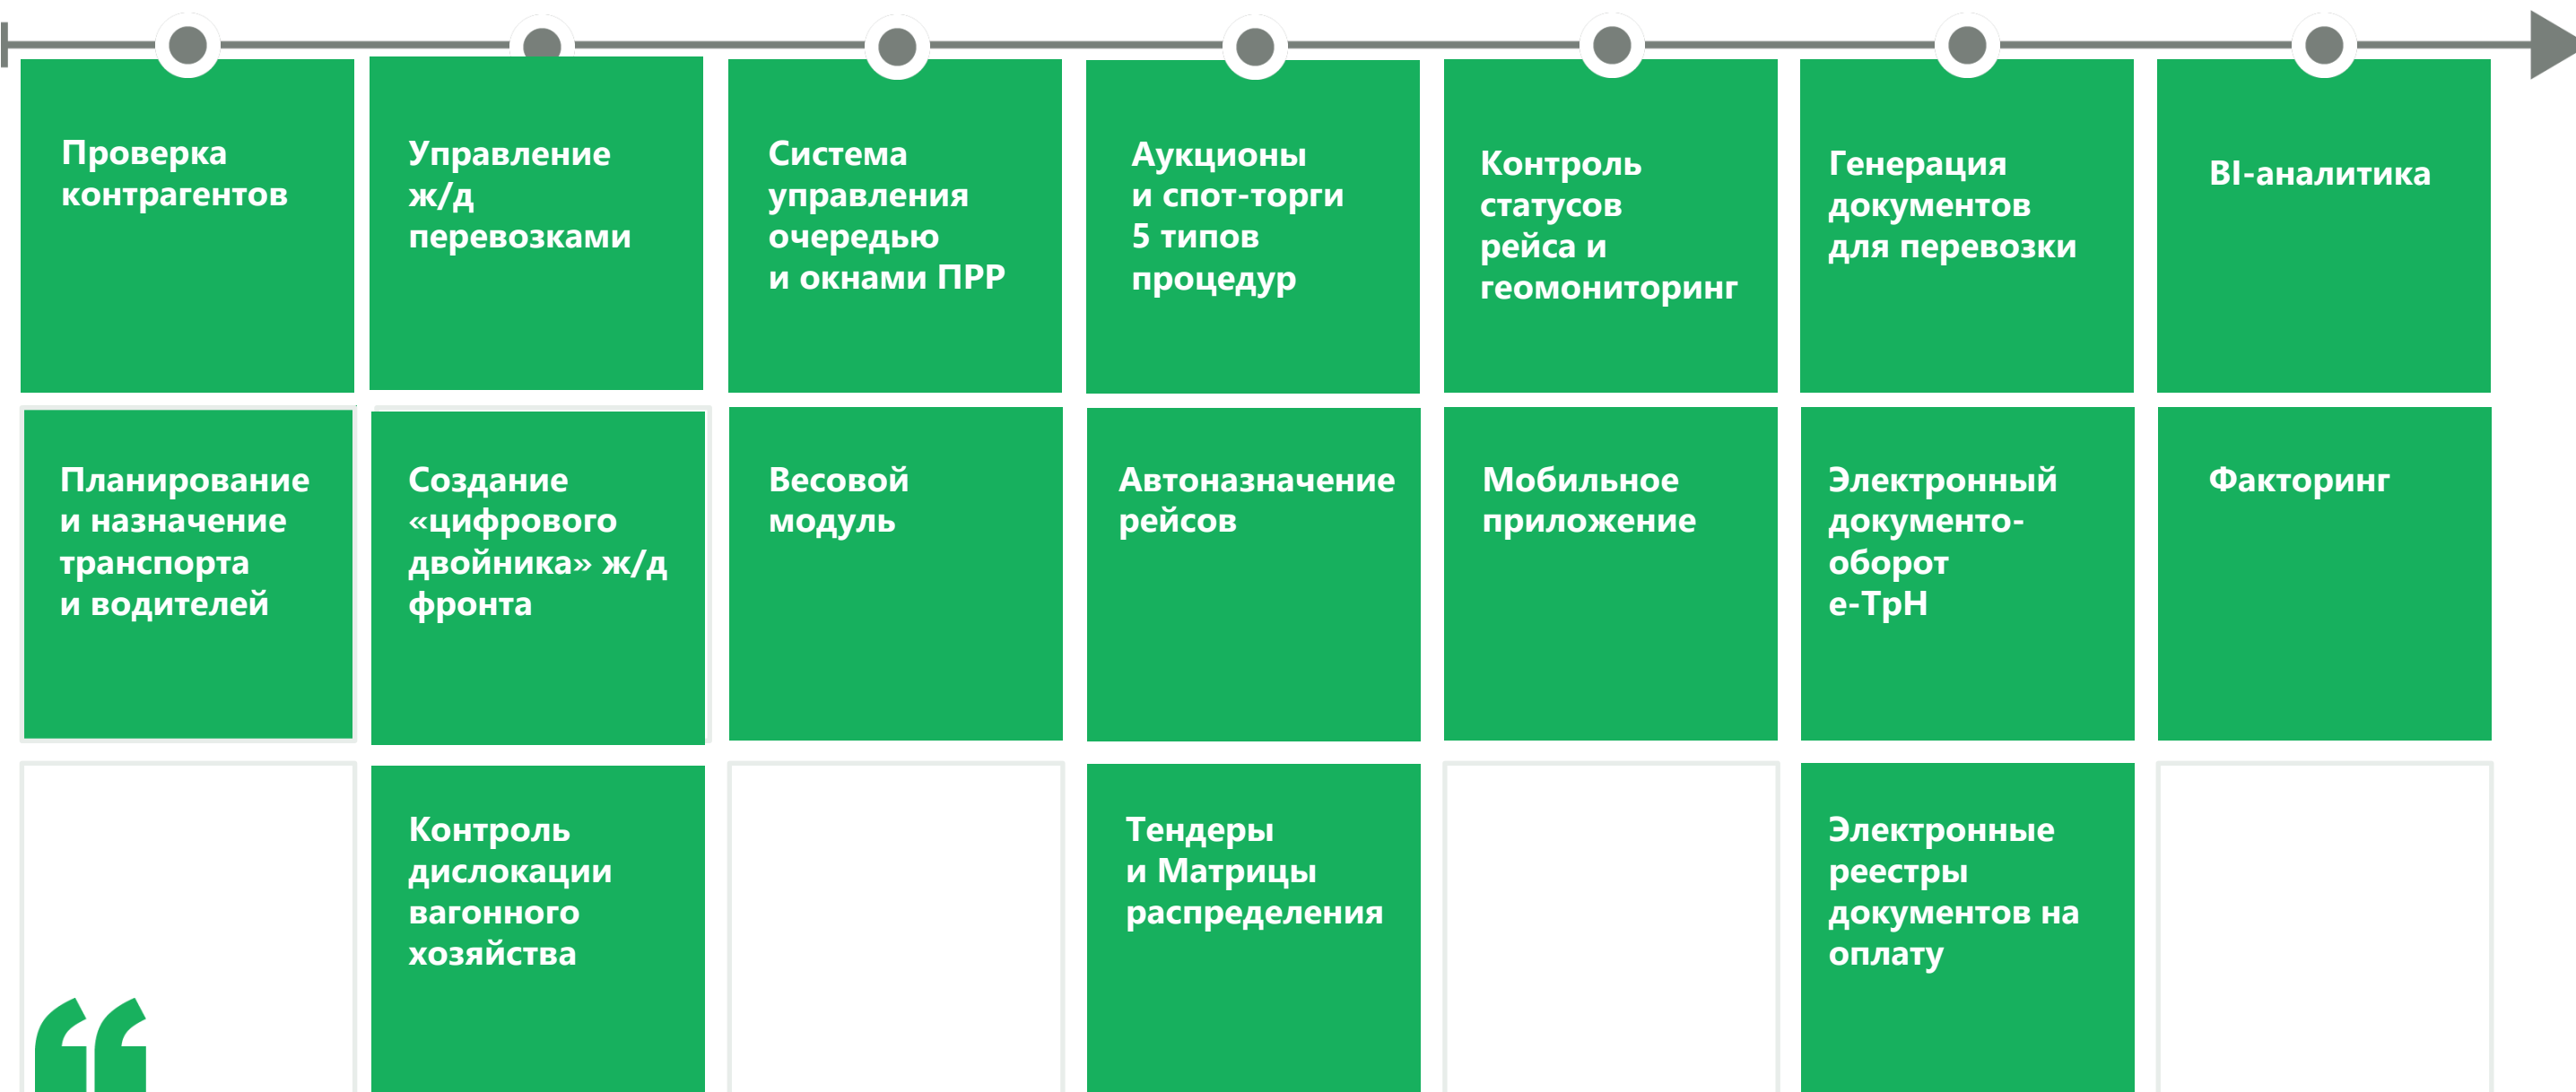 Проверка
контрагентов
Управление
ж/д
перевозками
Система
управления
очередью
и окнами ПРР
Аукционы
и спот-торги
5 типов
процедур
Контроль
статусов
рейса и
геомониторинг
Генерация
документов
для перевозки
BI-аналитика
Планирование
и назначение
транспорта
и водителей
Создание
«цифрового
двойника» ж/д
фронта
Весовой
модуль
Автоназначение
рейсов
Мобильное
приложение
Электронный
документо-
оборот
е-ТрН
Факторинг
Контроль
дислокации
вагонного
хозяйства
Тендеры
и Матрицы
распределения
Электронные
реестры
документов на
оплату
“